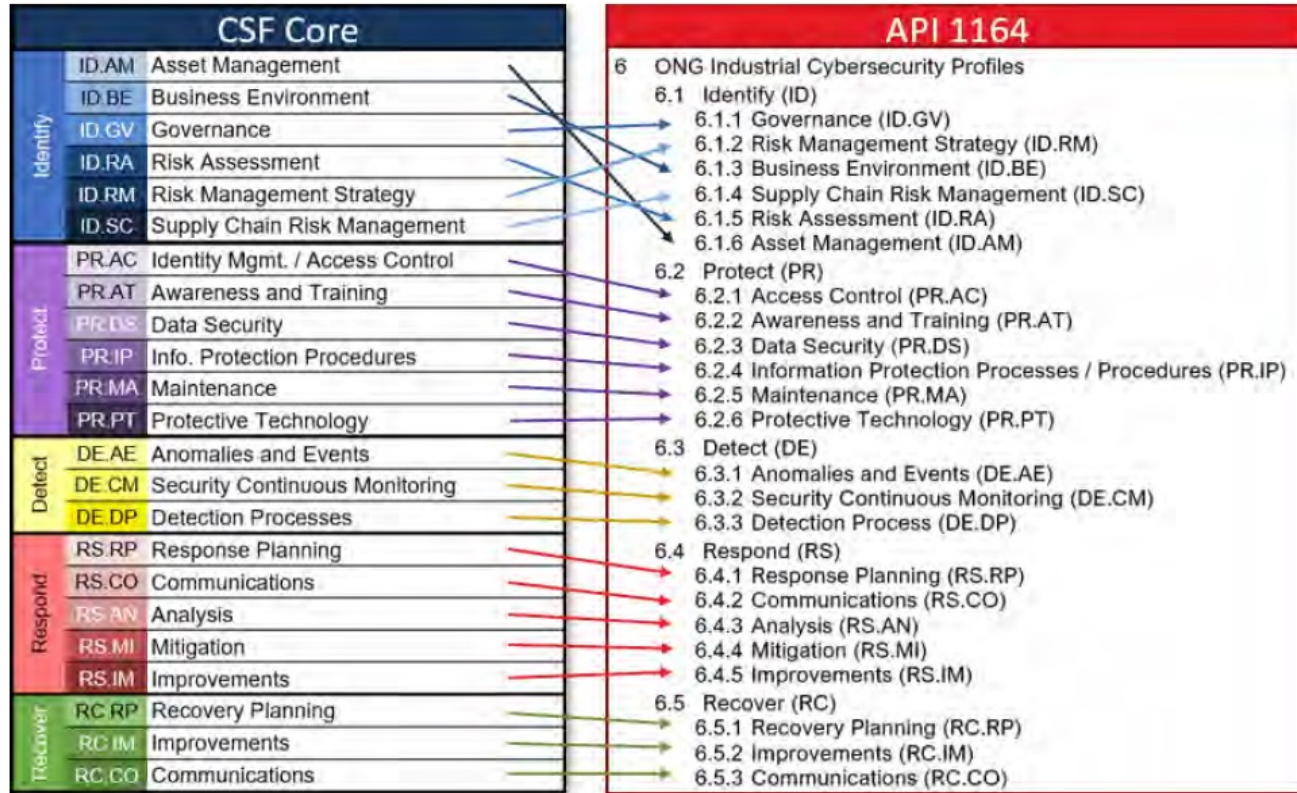 CSF Core
Identify
ID.AM Asset Management
ID.BE Business Environment
ID.GV Governance
ID.RA Risk Assessment
ID.RM Risk Management Strategy
ID.SC Supply Chain Risk Management
Protect
PR.AC Identity Mgmt. / Access Control
PR.AT Awareness and Training
PR.DS Data Security
PR.IP Info. Protection Procedures
PR.MA Maintenance
PR.PT Protective Technology
Detect
DE.AE Anomalies and Events
DE.CM Security Continuous Monitoring
DE.DP Detection Processes
Respond
RS.RP Response Planning
RS.CO Communications
RS.AN Analysis
RS.MI Mitigation
RS.IM Improvements
Recover
RC.RP Recovery Planning
RC.IM Improvements
RC.CO Communications
API 1164
6 ONG Industrial Cybersecurity Profiles
6.1 Identify (ID)
6.1.1 Governance (ID.GV)
6.1.2 Risk Management Strategy (ID.RM)
6.1.3 Business Environment (ID.BE)
6.1.4 Supply Chain Risk Management (ID.SC)
6.1.5 Risk Assessment (ID.RA)
6.1.6 Asset Management (ID.AM)
6.2 Protect (PR)
6.2.1 Access Control (PR.AC)
6.2.2 Awareness and Training (PR.AT)
6.2.3 Data Security (PR.DS)
6.2.4 Information Protection Processes / Procedures (PR.IP)
6.2.5 Maintenance (PR.MA)
6.2.6 Protective Technology (PR.PT)
6.3 Detect (DE)
6.3.1 Anomalies and Events (DE.AE)
6.3.2 Security Continuous Monitoring (DE.CM)
6.3.3 Detection Process (DE.DP)
6.4 Respond (RS)
6.4.1 Response Planning (RS.RP)
6.4.2 Communications (RS.CO)
6.4.3 Analysis (RS.AN)
6.4.4 Mitigation (RS.MI)
6.4.5 Improvements (RS.IM)
6.5 Recover (RC)
6.5.1 Recovery Planning (RC.RP)
6.5.2 Improvements (RC.IM)
6.5.3 Communications (RC.CO)